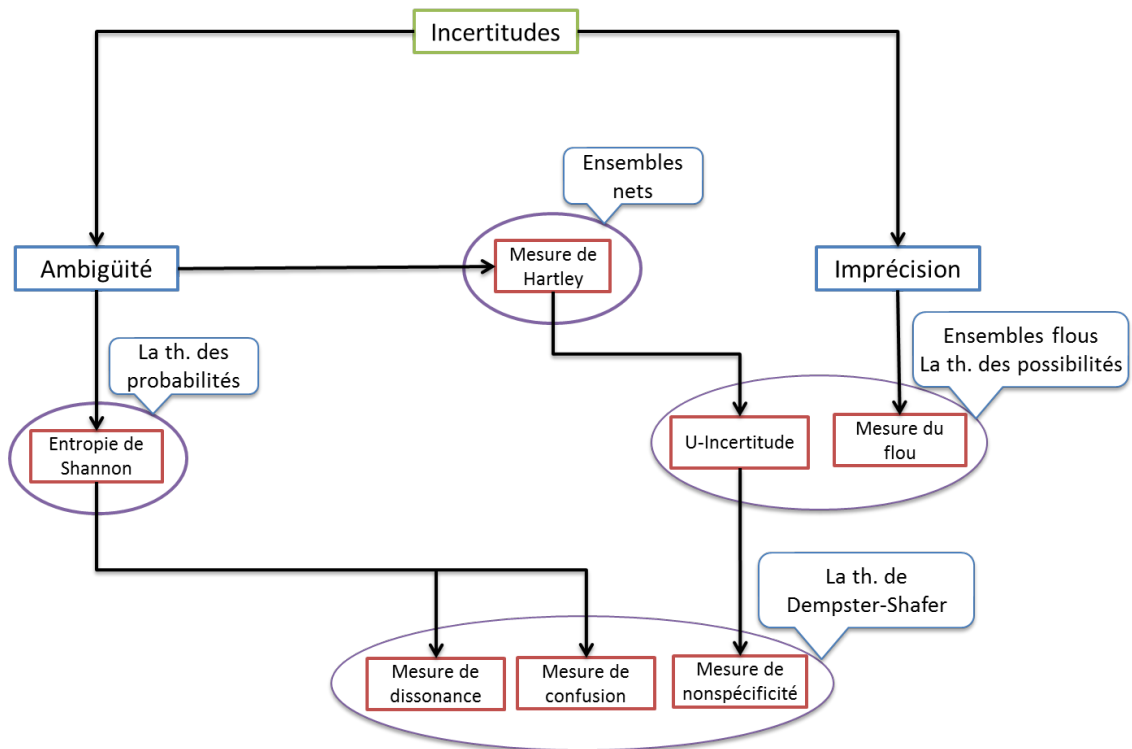 Incertitudes
Ensembles
nets
Ambigüité
Mesure de
Hartley
Imprécision
La th. des
probabilités
Ensembles flous
La th. des possibilités
Entropie de
Shannon
U-Incertitude
Mesure du
flou
La th. de
Dempster-Shafer
Mesure de
dissonance
Mesure de
confusion
Mesure de
nonspécificité